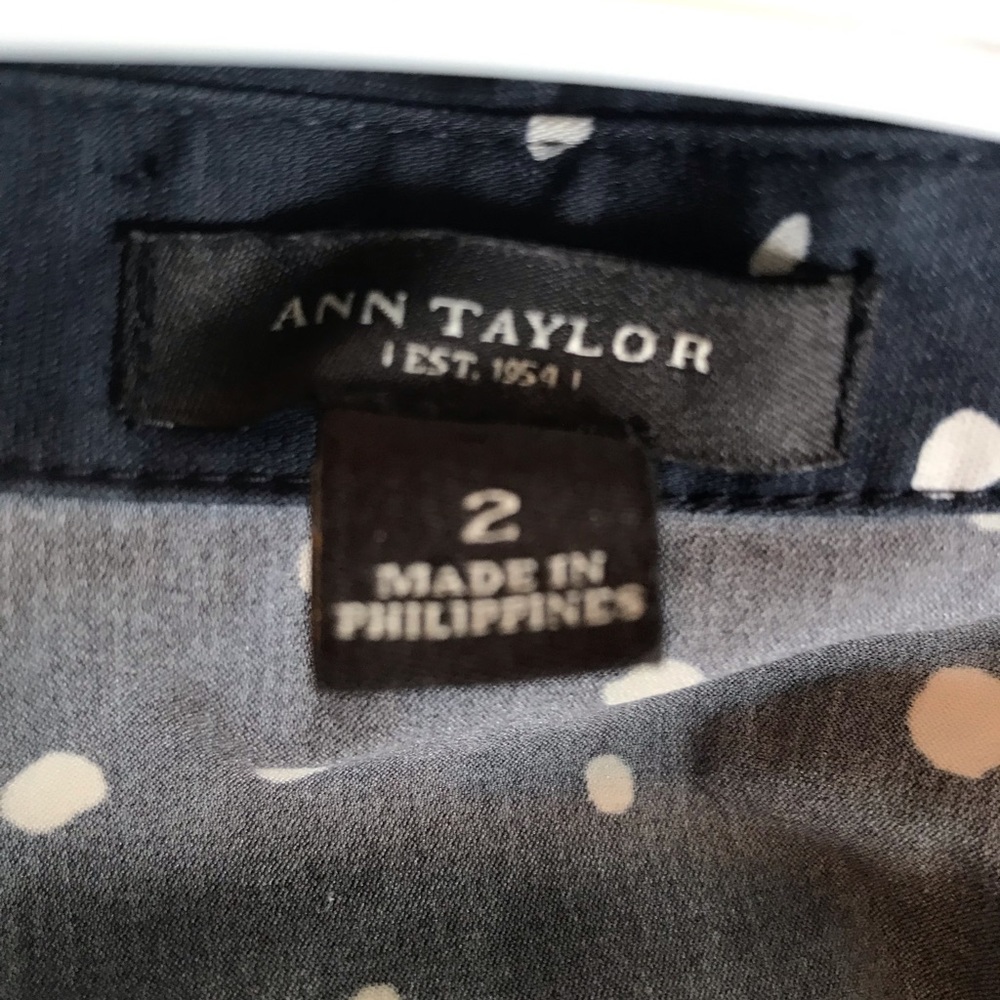 ANN TAYLOR
| EST. 1954 |
2
MADE IN
PHILIPPINES